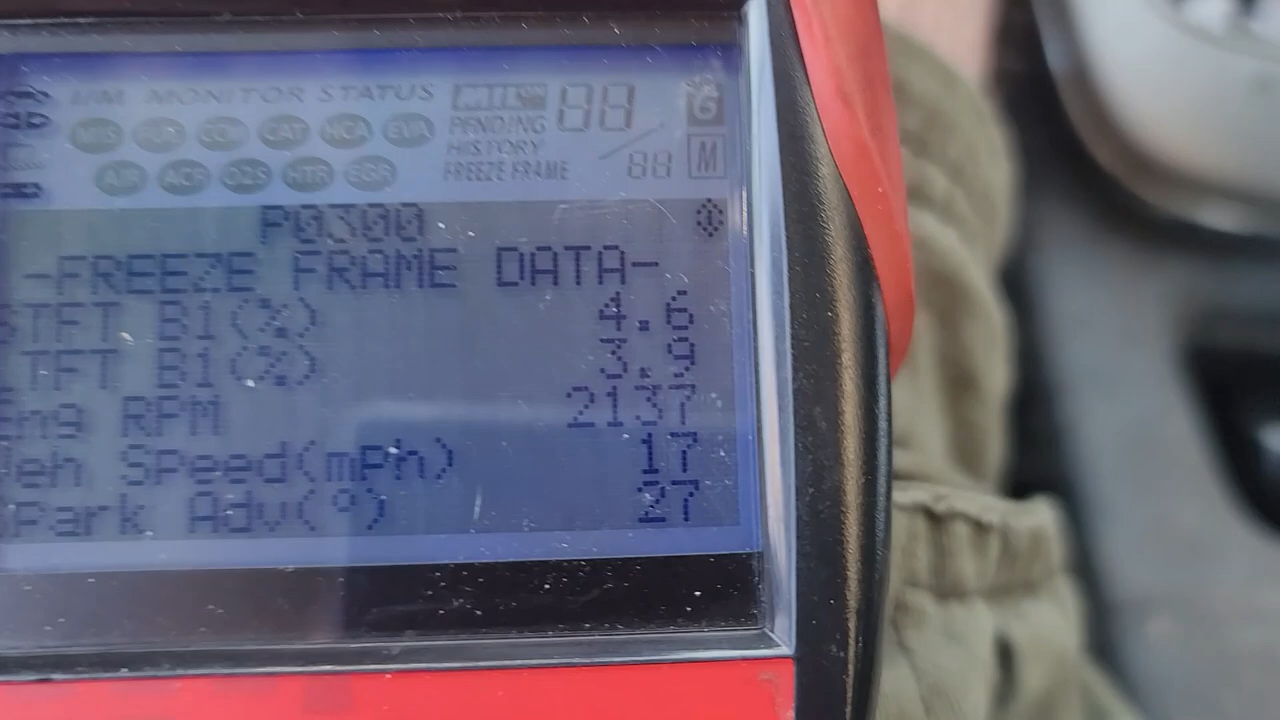 I/M MONITOR STATUS
MIL
PENDING
HISTORY
FREEZE FRAME
MIS FUE CCM CAT HCA EVA
AIR ACF O2S HTR EGR
88
88
G
M
P0300
-FREEZE FRAME DATA-
STFT B1(%) 4.6
TFT B1(%) 3.9
Eng RPM 2137
Veh Speed(mph) 17
Spark Adv(°) 27